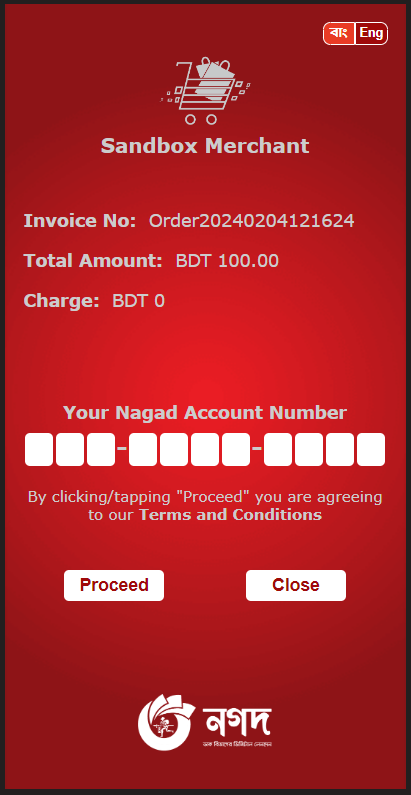 বাং Eng
Sandbox Merchant
Invoice No: Order20240204121624
Total Amount: BDT 100.00
Charge: BDT 0
Your Nagad Account Number
- -
By clicking/tapping "Proceed" you are agreeing
to our Terms and Conditions
Proceed Close
নগদ
ডাক বিভাগের ডিজিটাল লেনদেন